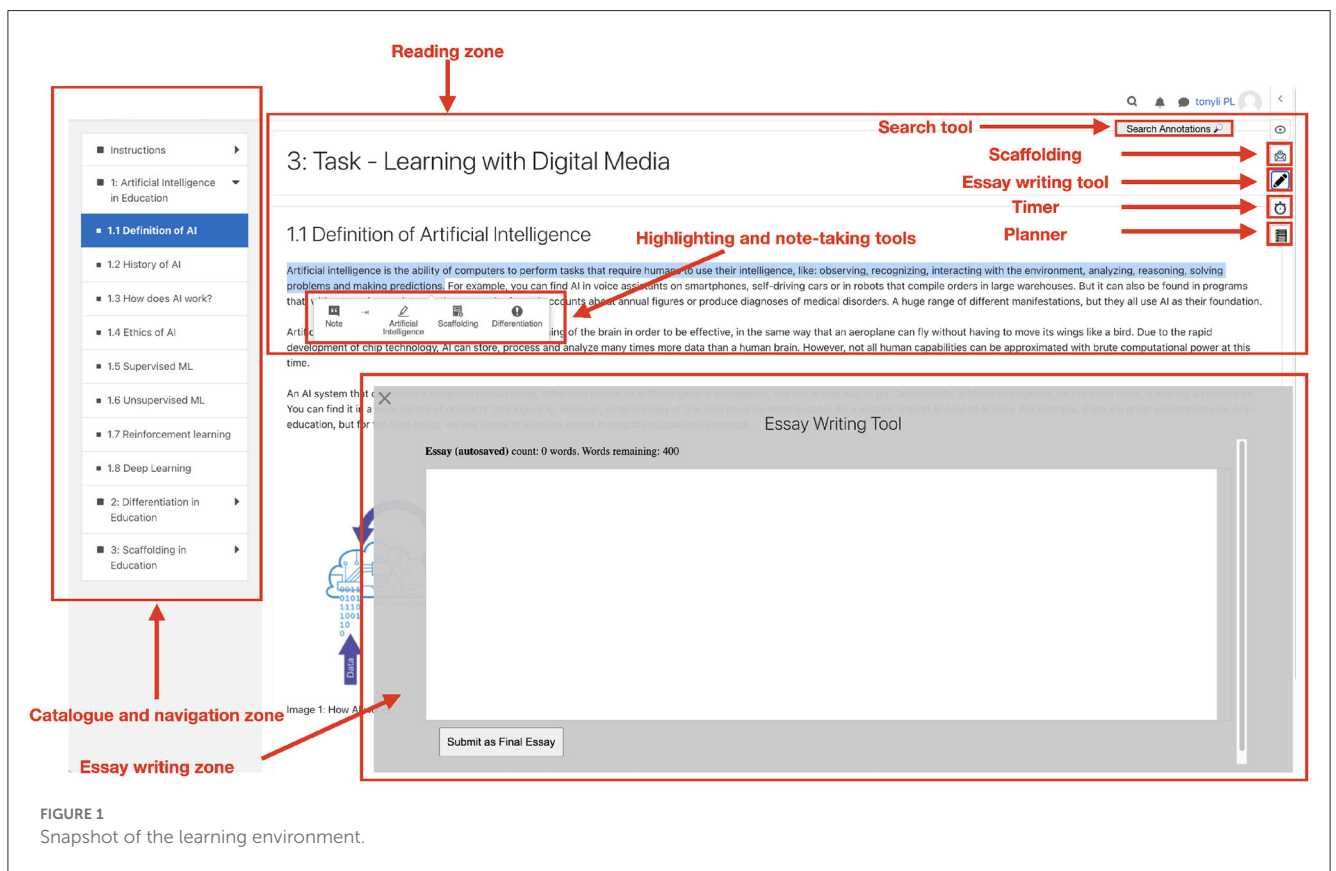 Reading zone
tonyli PL
Search tool
Search Annotations
Scaffolding
Essay writing tool
Timer
Planner
Instructions
1: Artificial Intelligence
in Education
1.1 Definition of AI
1.2 History of AI
1.3 How does AI work?
1.4 Ethics of AI
1.5 Supervised ML
1.6 Unsupervised ML
1.7 Reinforcement learning
1.8 Deep Learning
2: Differentiation in
Education
3: Scaffolding in
Education
3: Task - Learning with Digital Media
1.1 Definition of Artificial Intelligence
Highlighting and note-taking tools
Artificial intelligence is the ability of computers to perform tasks that require humans to use their intelligence, like: observing, recognizing, interacting with the environment, analyzing, reasoning, solving
problems and making predictions. For example, you can find AI in voice assistants on smartphones, self-driving cars or in robots that compile orders in large warehouses. But it can also be found in programs
that accounts about annual figures or produce diagnoses of medical disorders. A huge range of different manifestations, but they all use AI as their foundation.
Note
Artificial
Intelligence
Scaffolding
Differentiation
of the brain in order to be effective, in the same way that an aeroplane can fly without having to move its wings like a bird. Due to the rapid
development of chip technology, AI can store, process and analyze many times more data than a human brain. However, not all human capabilities can be approximated with brute computational power at this
time.
An AI system that
You can find it in a
education, but for
Essay Writing Tool
Essay (autosaved) count: 0 words. Words remaining: 400
0011
0101
1110
1001
10
0
Data
Image 1: How
Submit as Final Essay
Catalogue and navigation zone
Essay writing zone
FIGURE 1
Snapshot of the learning environment.